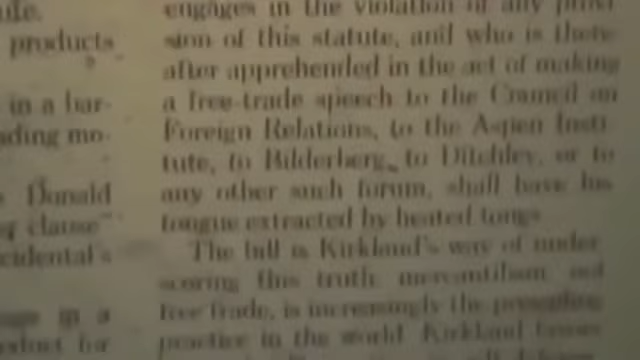 ule.
products
in a bar-
ading mo-
Donald
clause"
cidental's
in a
for
engages in the violation of any provi-
sion of this statute, and who is there-
after apprehended in the act of making
a free-trade speech to the Council on
Foreign Relations, to the Aspen Insti-
tute, to Bilderberg, to Ditchley, or to
any other such forum, shall have his
tongue extracted by heated tongs.
The bill is Kirkland's way of under-
scoring this truth: mercantilism, not
free trade, is increasingly the prevailing
practice in the world. Kirkland